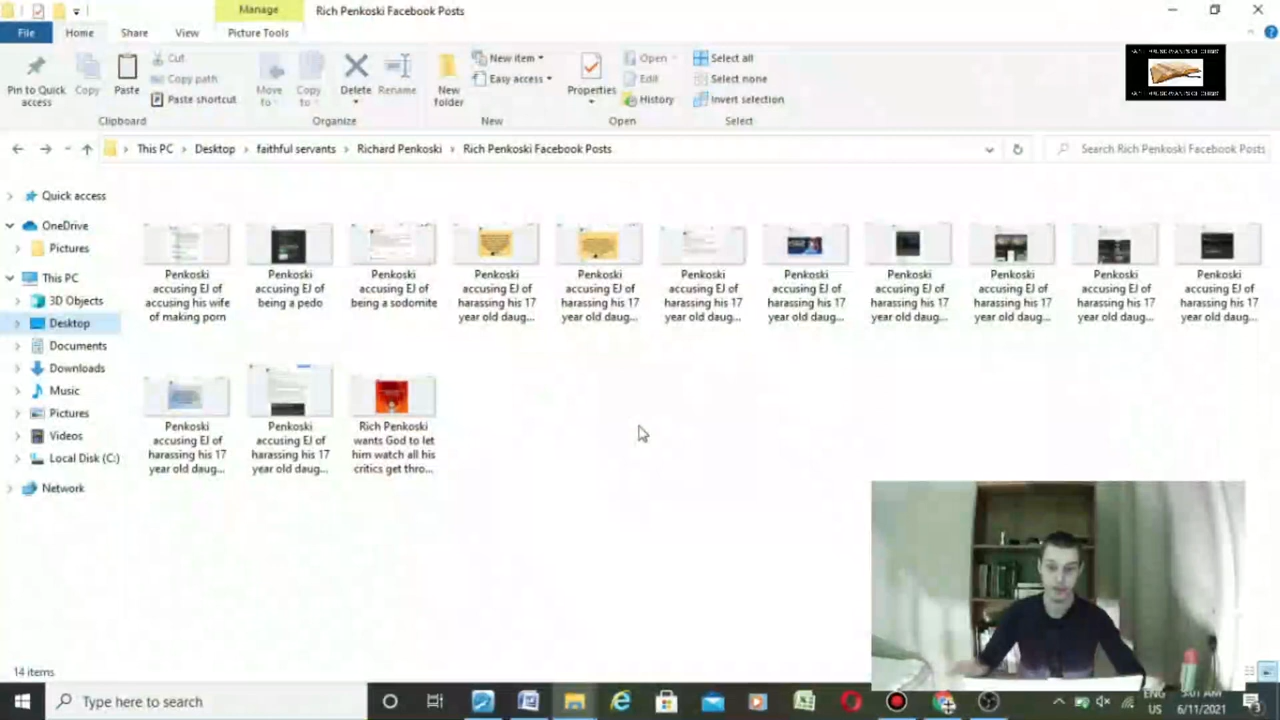 Manage
Rich Penkoski Facebook Posts
File
Home
Share
View
Picture Tools
Pin to Quick access
Copy
Paste
Cut
Copy path
Paste shortcut
Clipboard
Move to
Copy to
Delete
Rename
Organize
New folder
New item
Easy access
New
Properties
Open
Edit
History
Open
Select all
Select none
Invert selection
Select
This PC
Desktop
faithful servants
Richard Penkoski
Rich Penkoski Facebook Posts
Search Rich Penkoski Facebook Posts
Quick access
OneDrive
Pictures
This PC
3D Objects
Desktop
Documents
Downloads
Music
Pictures
Videos
Local Disk (C:)
Network
Penkoski
accusing EJ of
accusing his wife
of making porn
Penkoski
accusing EJ of
being a pedo
Penkoski
accusing EJ of
being a sodomite
Penkoski
accusing EJ of
harassing his 17
year old daug...
Penkoski
accusing EJ of
harassing his 17
year old daug...
Penkoski
accusing EJ of
harassing his 17
year old daug...
Penkoski
accusing EJ of
harassing his 17
year old daug...
Penkoski
accusing EJ of
harassing his 17
year old daug...
Penkoski
accusing EJ of
harassing his 17
year old daug...
Penkoski
accusing EJ of
harassing his 17
year old daug...
Penkoski
accusing EJ of
harassing his 17
year old daug...
Penkoski
accusing EJ of
harassing his 17
year old daug...
Penkoski
accusing EJ of
harassing his 17
year old daug...
Rich Penkoski
wants God to let
him watch all his
critics get thro...
14 items
Type here to search
ENG
US
5:01 AM
6/11/2021